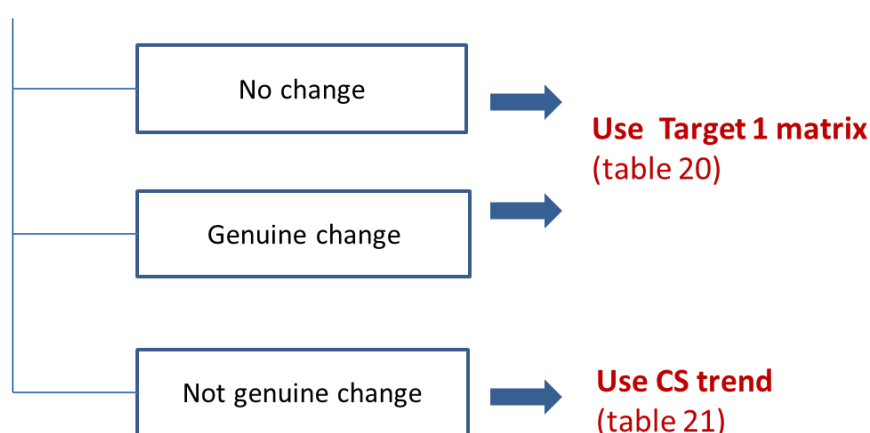 No change
Use Target 1 matrix
(table 20)
Genuine change
Not genuine change
Use CS trend
(table 21)